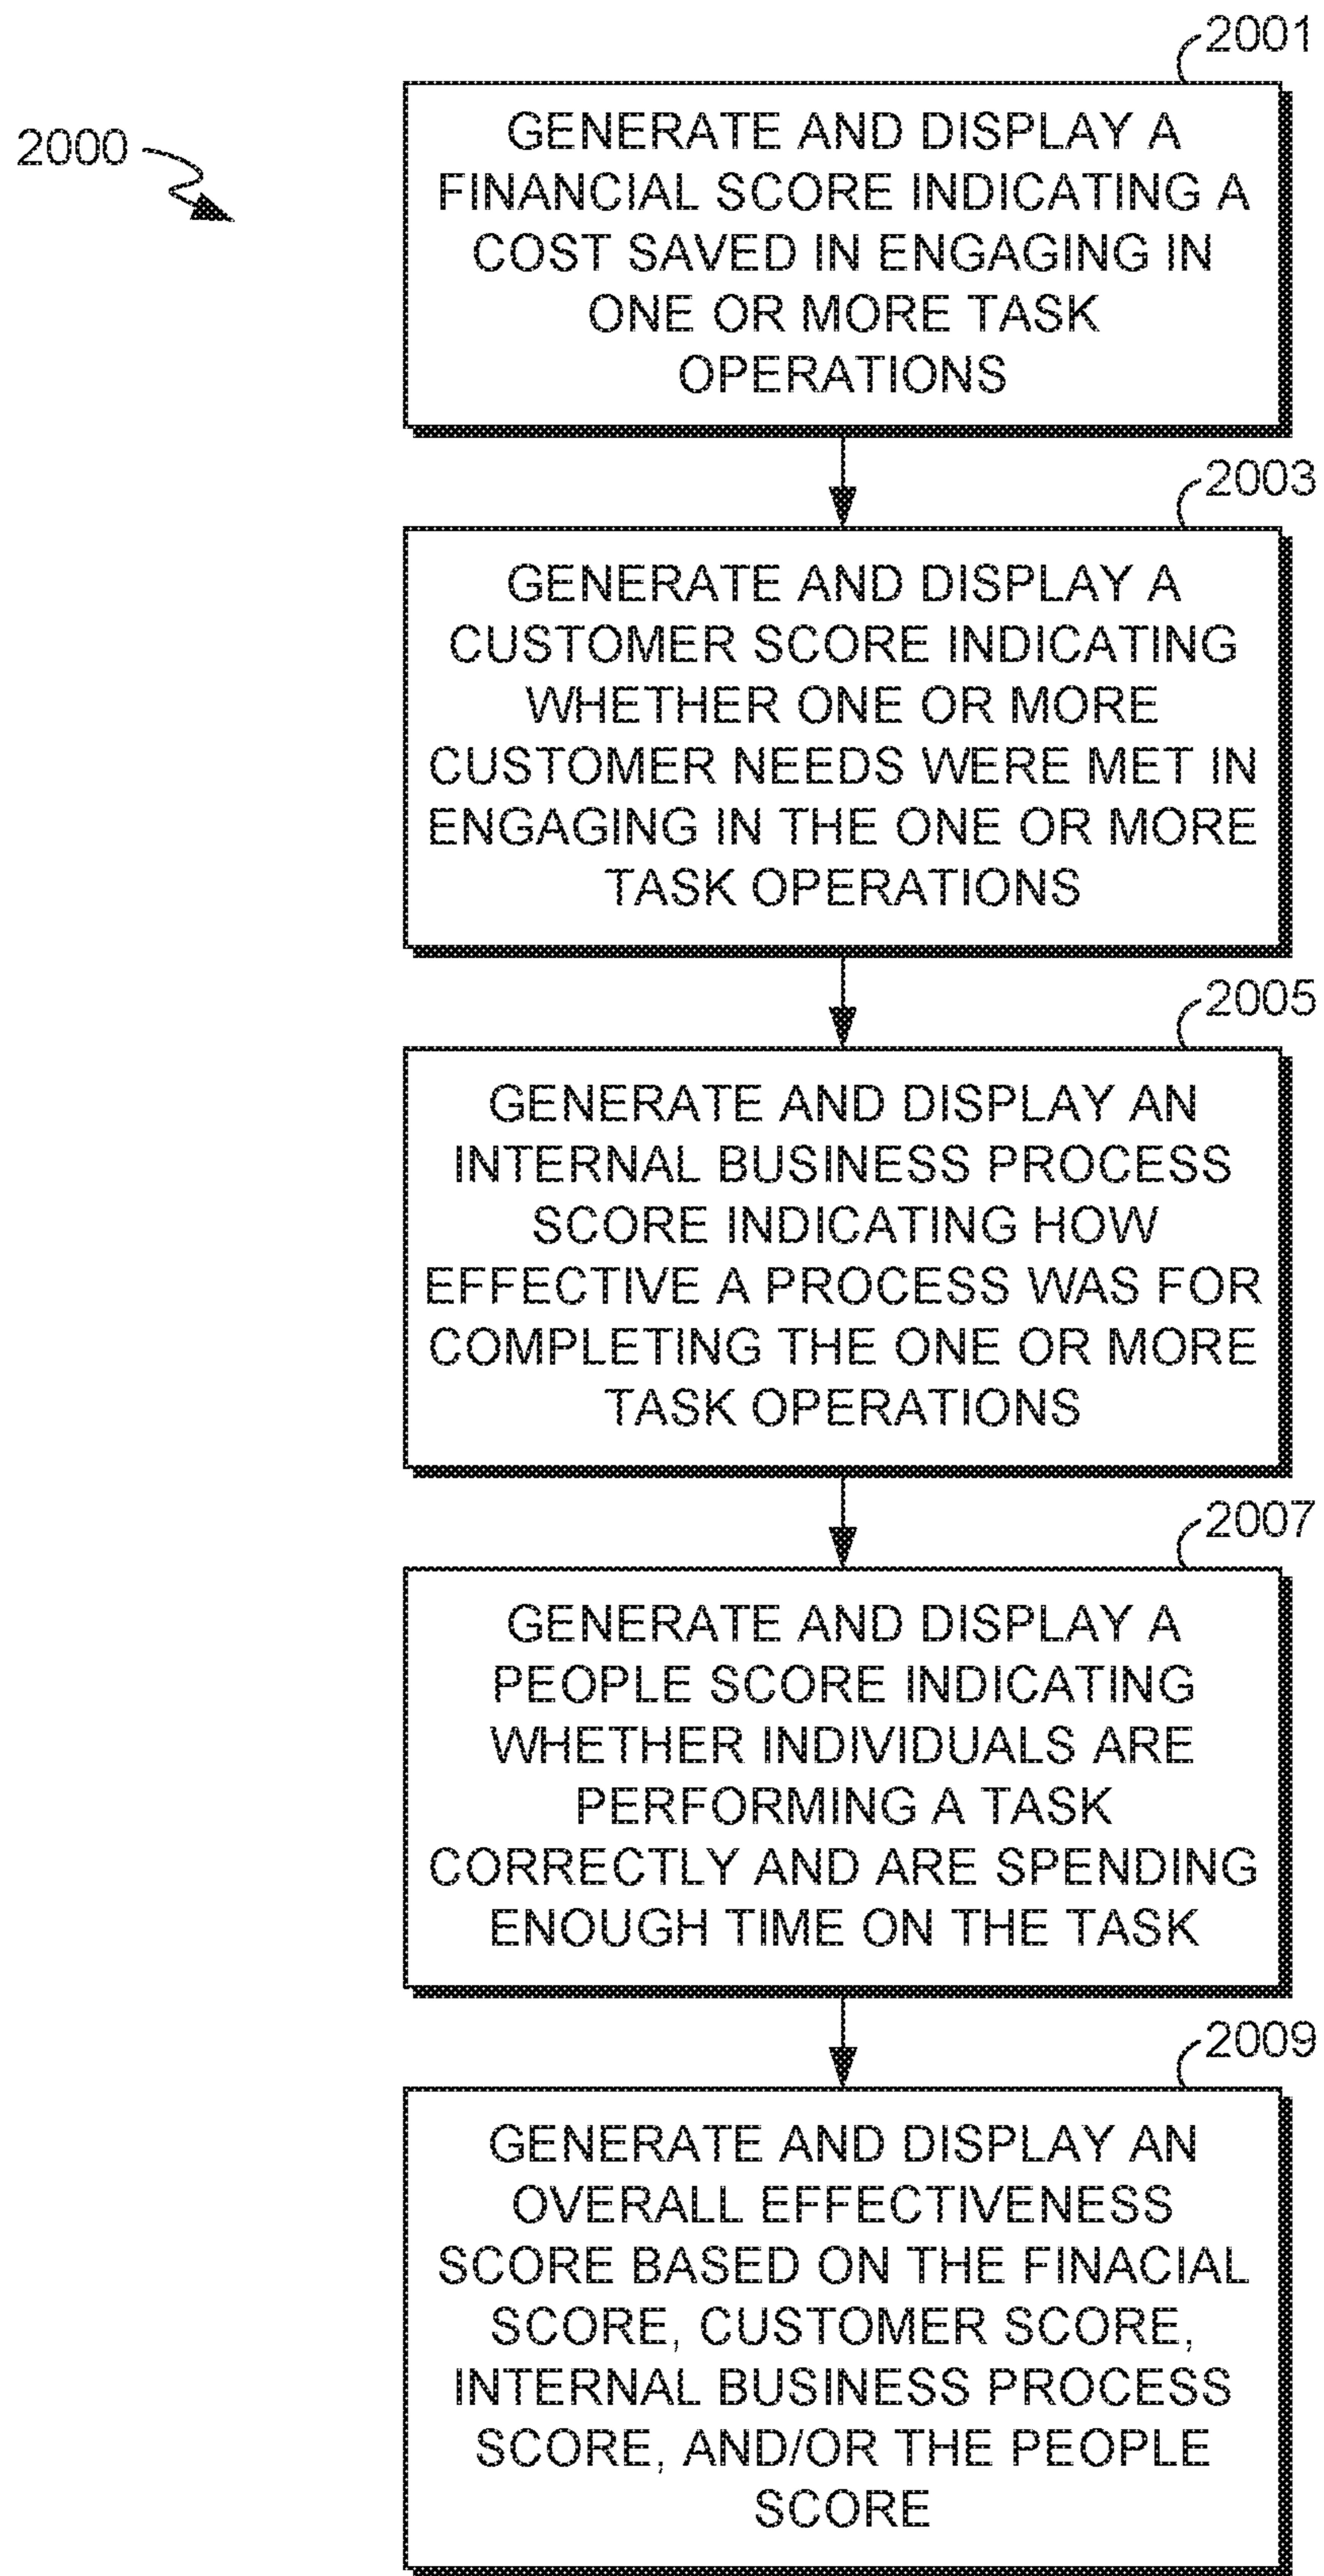 2001
2000
GENERATE AND DISPLAY A
FINANCIAL SCORE INDICATING A
COST SAVED IN ENGAGING IN
ONE OR MORE TASK
OPERATIONS
2003
GENERATE AND DISPLAY A
CUSTOMER SCORE INDICATING
WHETHER ONE OR MORE
CUSTOMER NEEDS WERE MET IN
ENGAGING IN THE ONE OR MORE
TASK OPERATIONS
2005
GENERATE AND DISPLAY AN
INTERNAL BUSINESS PROCESS
SCORE INDICATING HOW
EFFECTIVE A PROCESS WAS FOR
COMPLETING THE ONE OR MORE
TASK OPERATIONS
2007
GENERATE AND DISPLAY A
PEOPLE SCORE INDICATING
WHETHER INDIVIDUALS ARE
PERFORMING A TASK
CORRECTLY AND ARE SPENDING
ENOUGH TIME ON THE TASK
2009
GENERATE AND DISPLAY AN
OVERALL EFFECTIVENESS
SCORE BASED ON THE FINACIAL
SCORE, CUSTOMER SCORE,
INTERNAL BUSINESS PROCESS
SCORE, AND/OR THE PEOPLE
SCORE